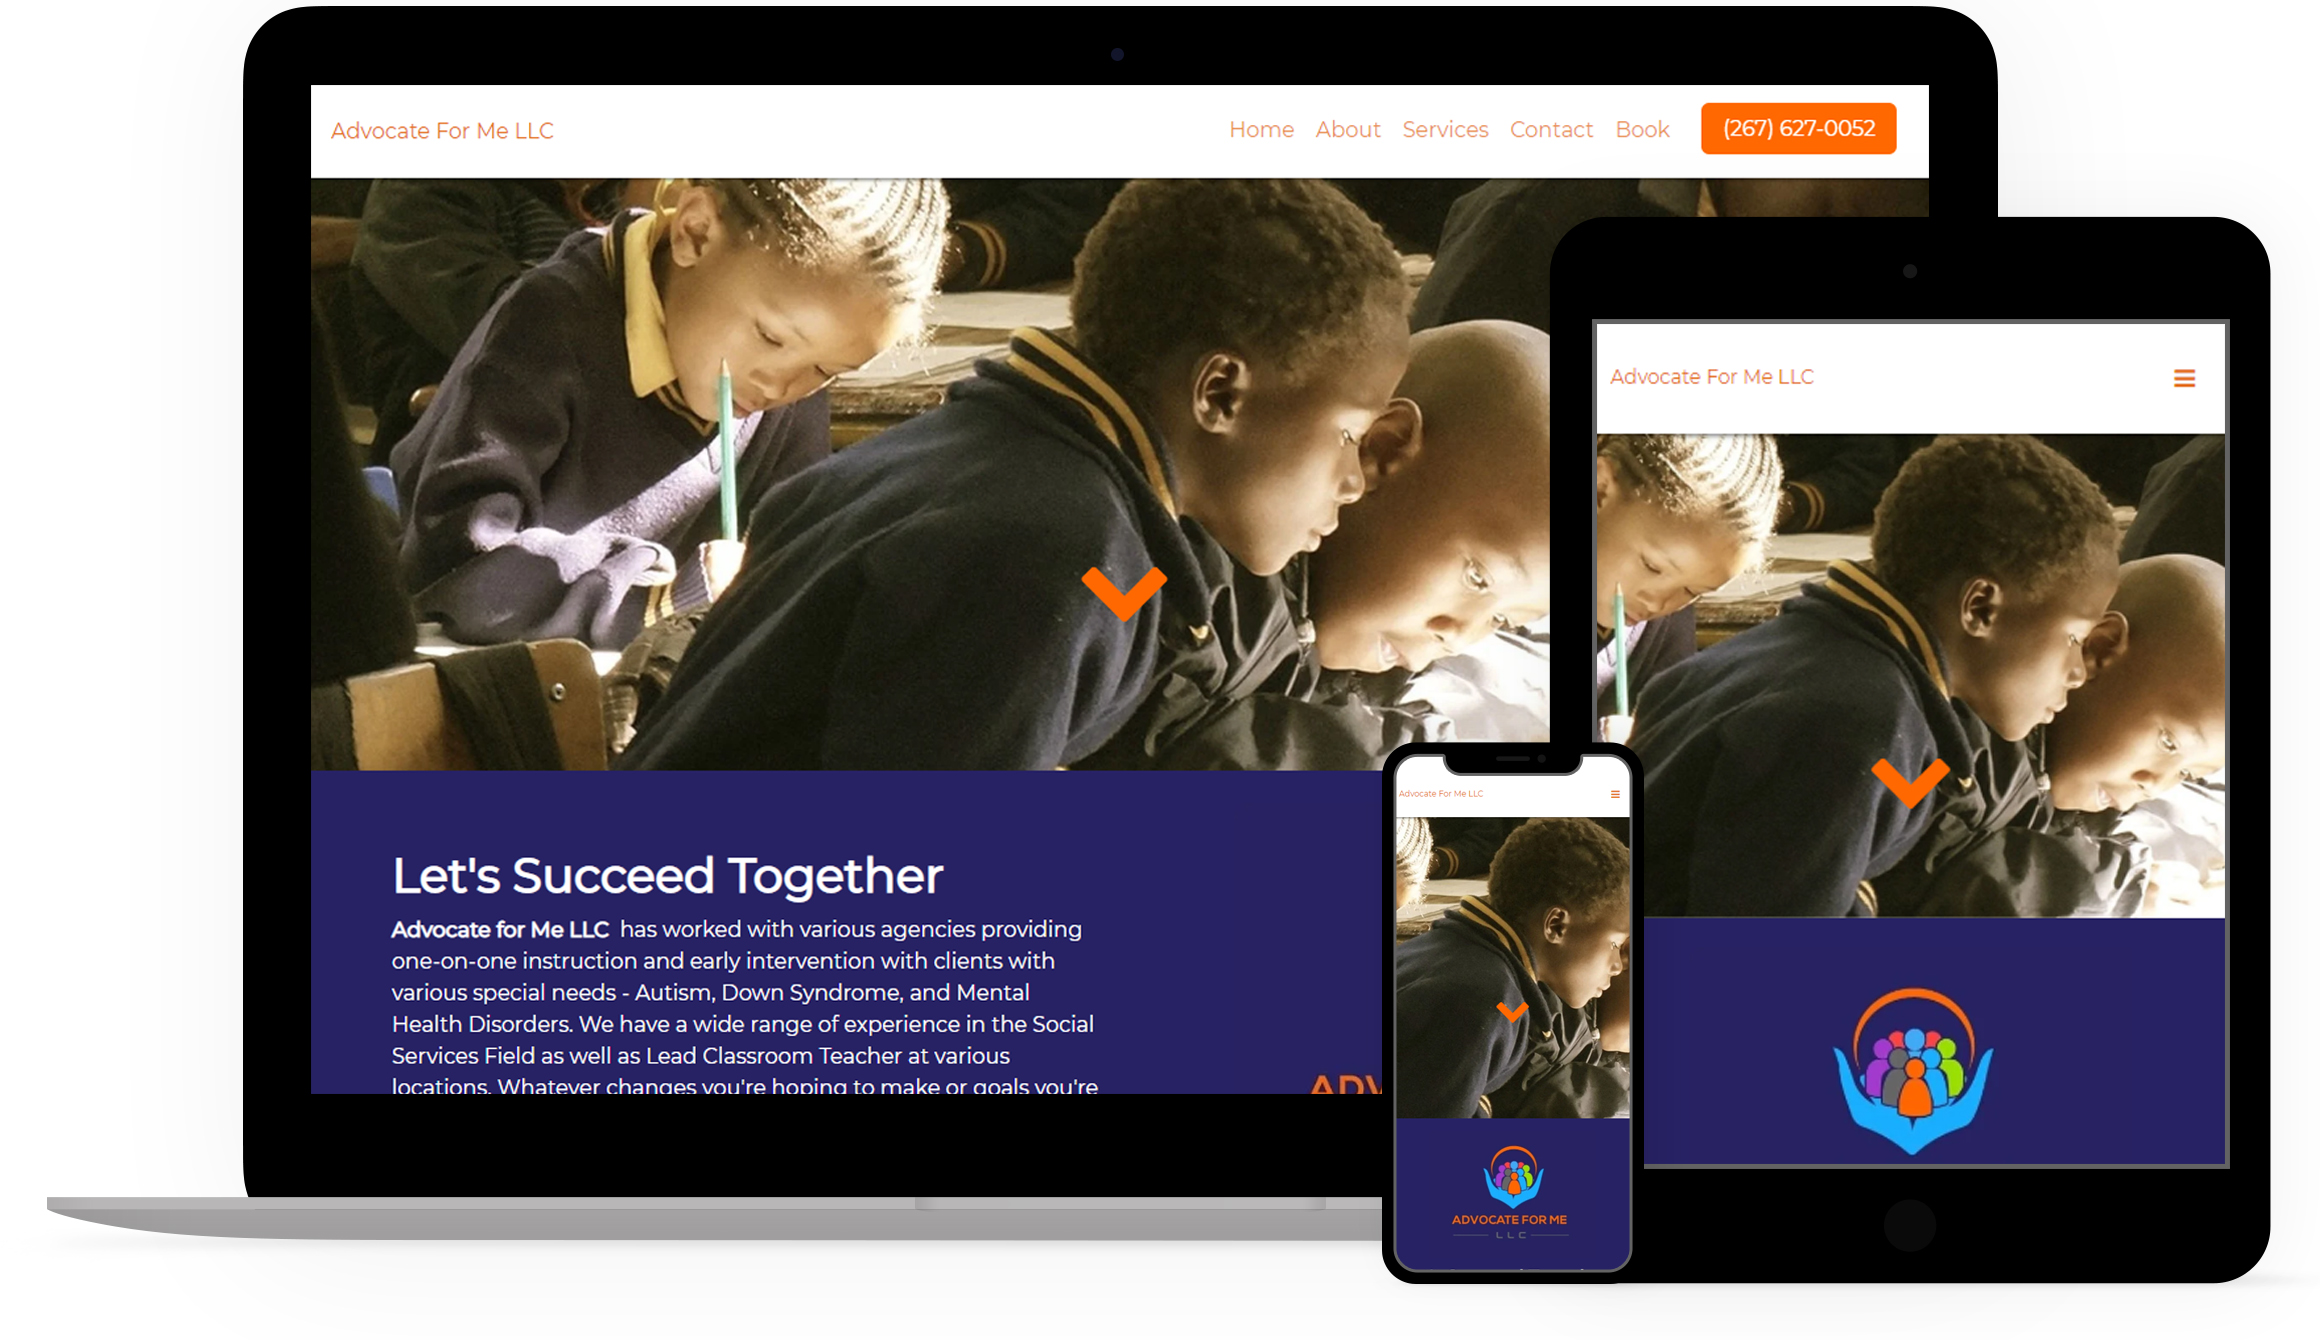 Advocate For Me LLC
Home About Services Contact Book (267) 627-0052
Let's Succeed Together
Advocate for Me LLC has worked with various agencies providing
one-on-one instruction and early intervention with clients with
various special needs - Autism, Down Syndrome, and Mental
Health Disorders. We have a wide range of experience in the Social
Services Field as well as Lead Classroom Teacher at various
locations. Whatever changes you're hoping to make or goals you're
ADV
Advocate For Me LLC
Advocate For Me LLC
ADVOCATE FOR ME
LLC